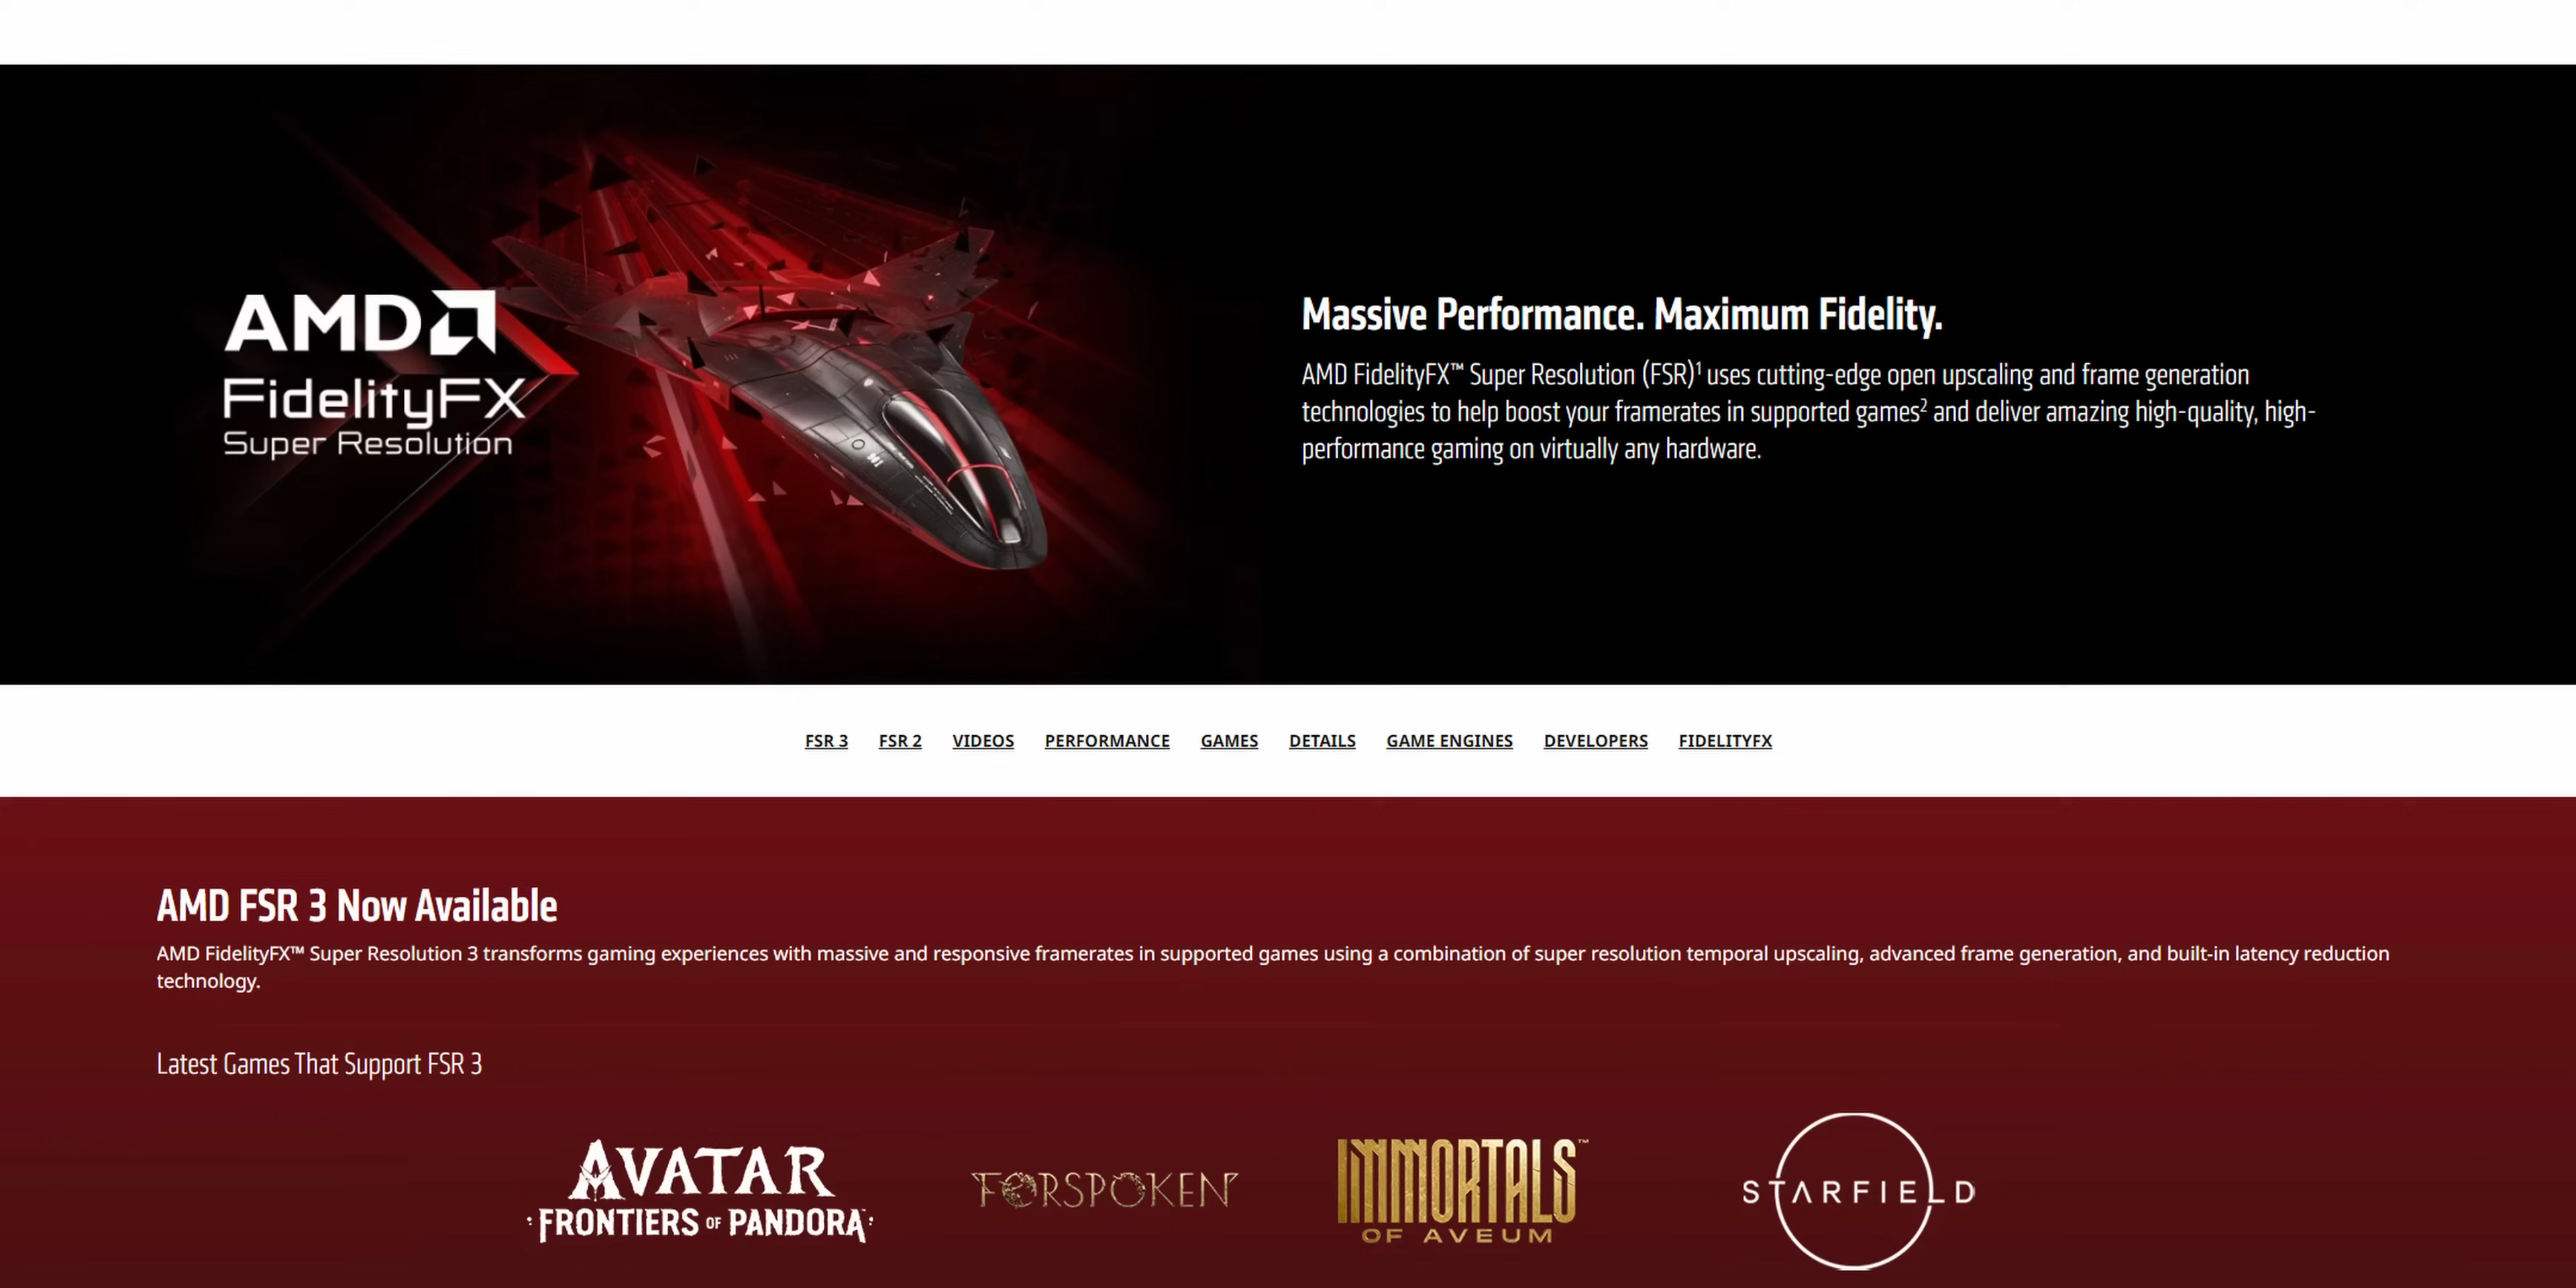 AMD
FidelityFX
Super Resolution
Massive Performance. Maximum Fidelity.
AMD FidelityFX™ Super Resolution (FSR)¹ uses cutting-edge open upscaling and frame generation
technologies to help boost your framerates in supported games² and deliver amazing high-quality, high-
performance gaming on virtually any hardware.
FSR 3 FSR 2 VIDEOS PERFORMANCE GAMES DETAILS GAME ENGINES DEVELOPERS FIDELITYFX
AMD FSR 3 Now Available
AMD FidelityFX™ Super Resolution 3 transforms gaming experiences with massive and responsive framerates in supported games using a combination of super resolution temporal upscaling, advanced frame generation, and built-in latency reduction
technology.
Latest Games That Support FSR 3
AVATAR
FRONTIERS OF PANDORA
FORSPOKEN
IMMORTALS™
OF AVEUM
STARFIELD